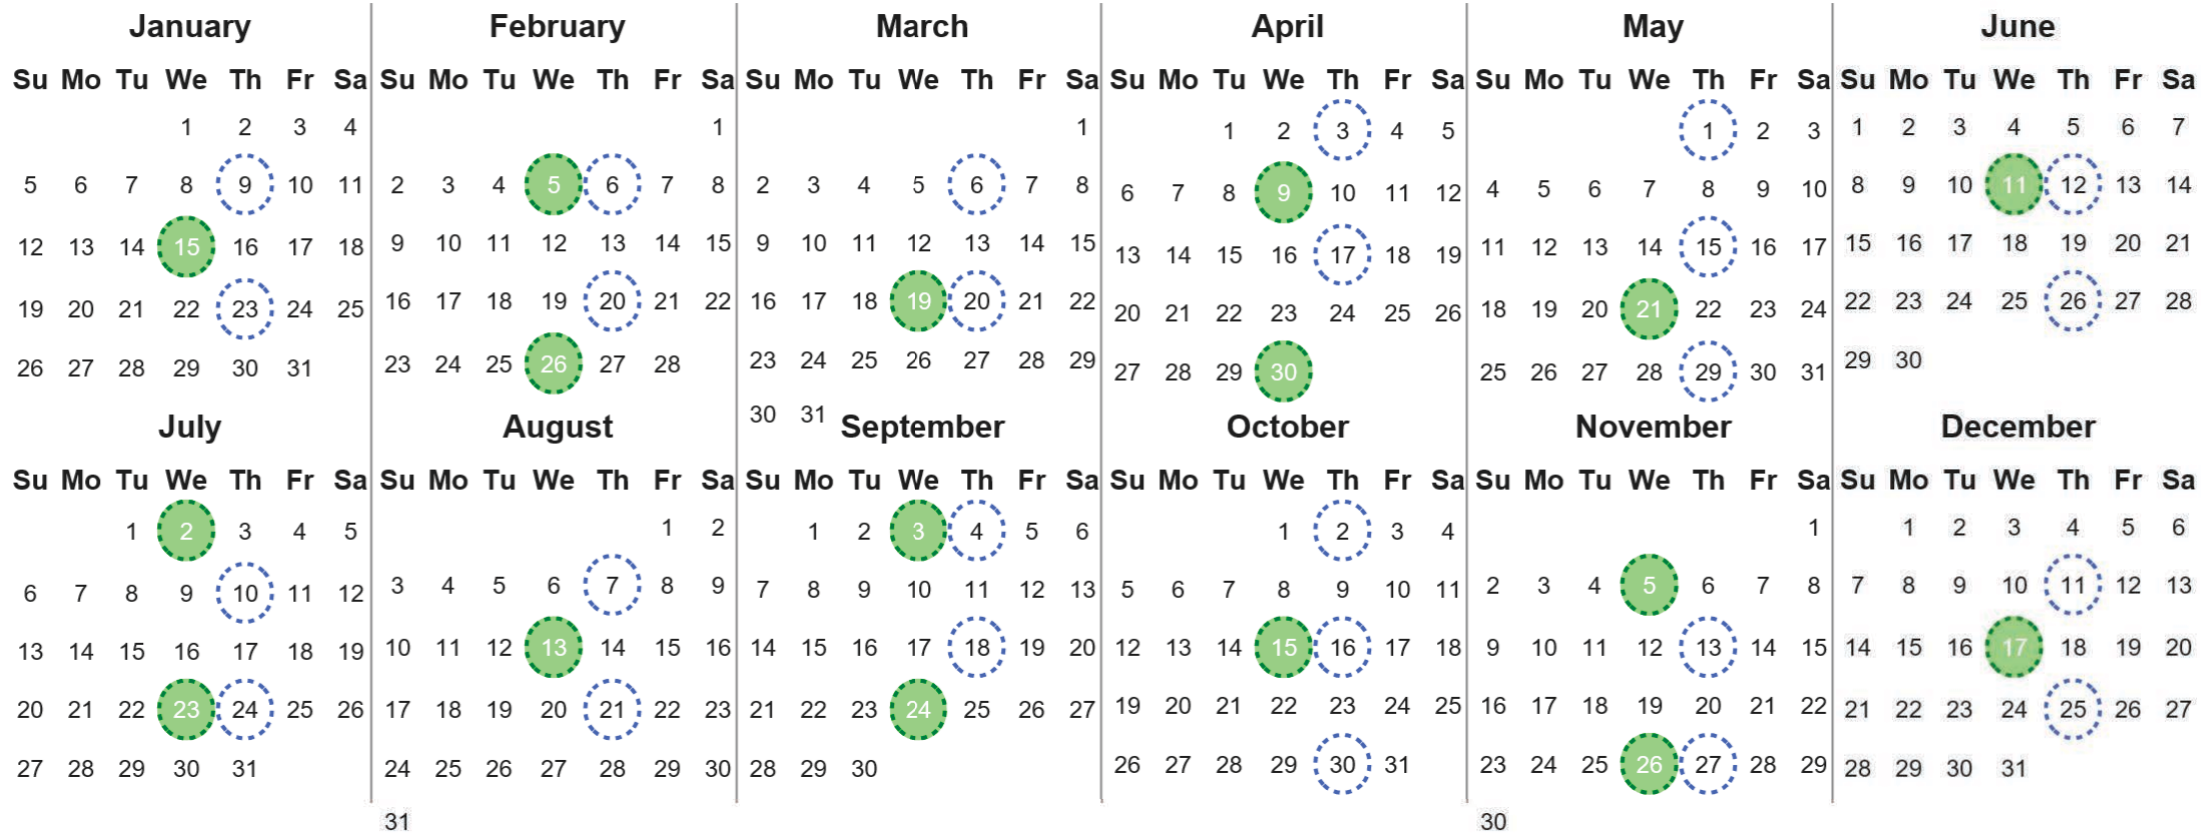 January February March April May June
Su Mo Tu We Th Fr Sa Su Mo Tu We Th Fr Sa Su Mo Tu We Th Fr Sa Su Mo Tu We Th Fr Sa Su Mo Tu We Th Fr Sa Su Mo Tu We Th Fr Sa
1 2 3 4 1 1 1 2 3 4 5 1 2 3 1 2 3 4 5 6 7
5 6 7 8 9 10 11 2 3 4 5 6 7 8 2 3 4 5 6 7 8 6 7 8 9 10 11 12 4 5 6 7 8 9 10 8 9 10 11 12 13 14
12 13 14 15 16 17 18 9 10 11 12 13 14 15 9 10 11 12 13 14 15 13 14 15 16 17 18 19 11 12 13 14 15 16 17 15 16 17 18 19 20 21
19 20 21 22 23 24 25 16 17 18 19 20 21 22 16 17 18 19 20 21 22 20 21 22 23 24 25 26 18 19 20 21 22 23 24 22 23 24 25 26 27 28
26 27 28 29 30 31 23 24 25 26 27 28 23 24 25 26 27 28 29 27 28 29 30 25 26 27 28 29 30 31 29 30
30 31
July August September October November December
Su Mo Tu We Th Fr Sa Su Mo Tu We Th Fr Sa Su Mo Tu We Th Fr Sa Su Mo Tu We Th Fr Sa Su Mo Tu We Th Fr Sa Su Mo Tu We Th Fr Sa
1 2 3 4 5 1 2 1 2 3 4 5 6 1 2 3 4 1 1 2 3 4 5 6
6 7 8 9 10 11 12 3 4 5 6 7 8 9 7 8 9 10 11 12 13 5 6 7 8 9 10 11 2 3 4 5 6 7 8 7 8 9 10 11 12 13
13 14 15 16 17 18 19 10 11 12 13 14 15 16 14 15 16 17 18 19 20 12 13 14 15 16 17 18 9 10 11 12 13 14 15 14 15 16 17 18 19 20
20 21 22 23 24 25 26 17 18 19 20 21 22 23 21 22 23 24 25 26 27 19 20 21 22 23 24 25 16 17 18 19 20 21 22 21 22 23 24 25 26 27
27 28 29 30 31 24 25 26 27 28 29 30 28 29 30 26 27 28 29 30 31 23 24 25 26 27 28 29 28 29 30 31
31 30